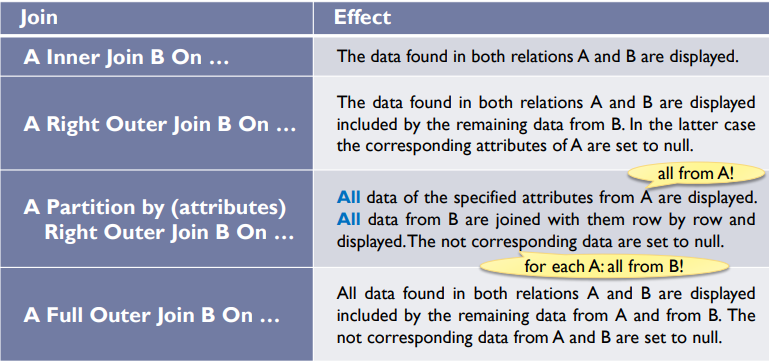 Join
Effect
A Inner Join B On …
The data found in both relations A and B are displayed.
A Right Outer Join B On …
The data found in both relations A and B are displayed
included by the remaining data from B. In the latter case
the corresponding attributes of A are set to null.
all from A!
A Partition by (attributes)
Right Outer Join B On …
All data of the specified attributes from A are displayed.
All data from B are joined with them row by row and
displayed. The not corresponding data are set to null.
for each A: all from B!
A Full Outer Join B On …
All data found in both relations A and B are displayed
included by the remaining data from A and from B. The
not corresponding data from A and B are set to null.